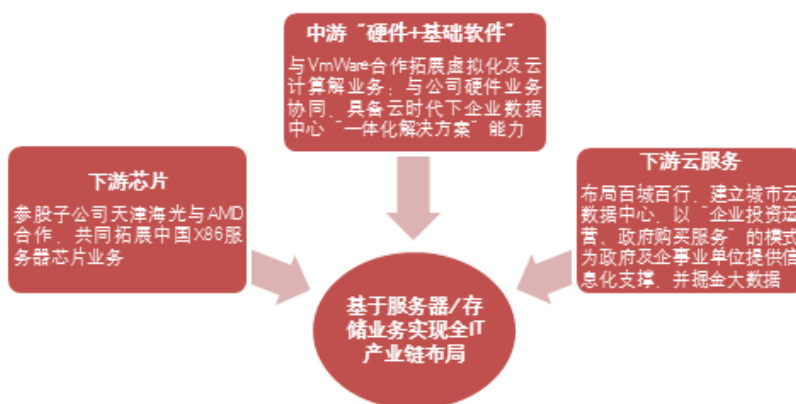 中游“硬件+基础软件”
与VmWare合作拓展虚拟化及云
计算解业务；与公司硬件业务
协同，具备云时代下企业数据
中心“一体化解决方案”能力
下游芯片
参股子公司天津海光与AMD
合作，共同拓展中国X86服
务器芯片业务
下游云服务
布局百城百行，建立城市云
数据中心，以“企业投资运
营、政府购买服务”的模式
为政府及企事业单位提供信
息化支撑，并掘金大数据
基于服务器/存
储业务实现全IT
产业链布局